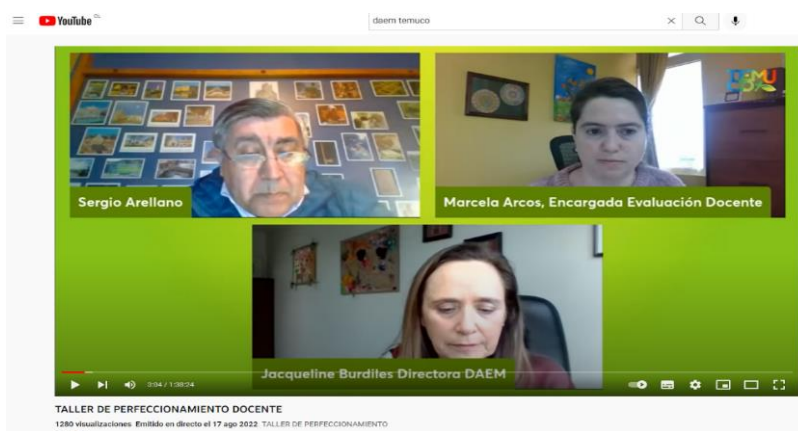 YouTube
daem temuco
Sergio Arellano
Marcela Arcos, Encargada Evaluación Docente
Jacqueline Burdiles Directora DAEM
3:04 / 1:38:24
TALLER DE PERFECCIONAMIENTO DOCENTE
1280 visualizaciones Emitido en directo el 17 ago 2022 TALLER DE PERFECCIONAMIENTO